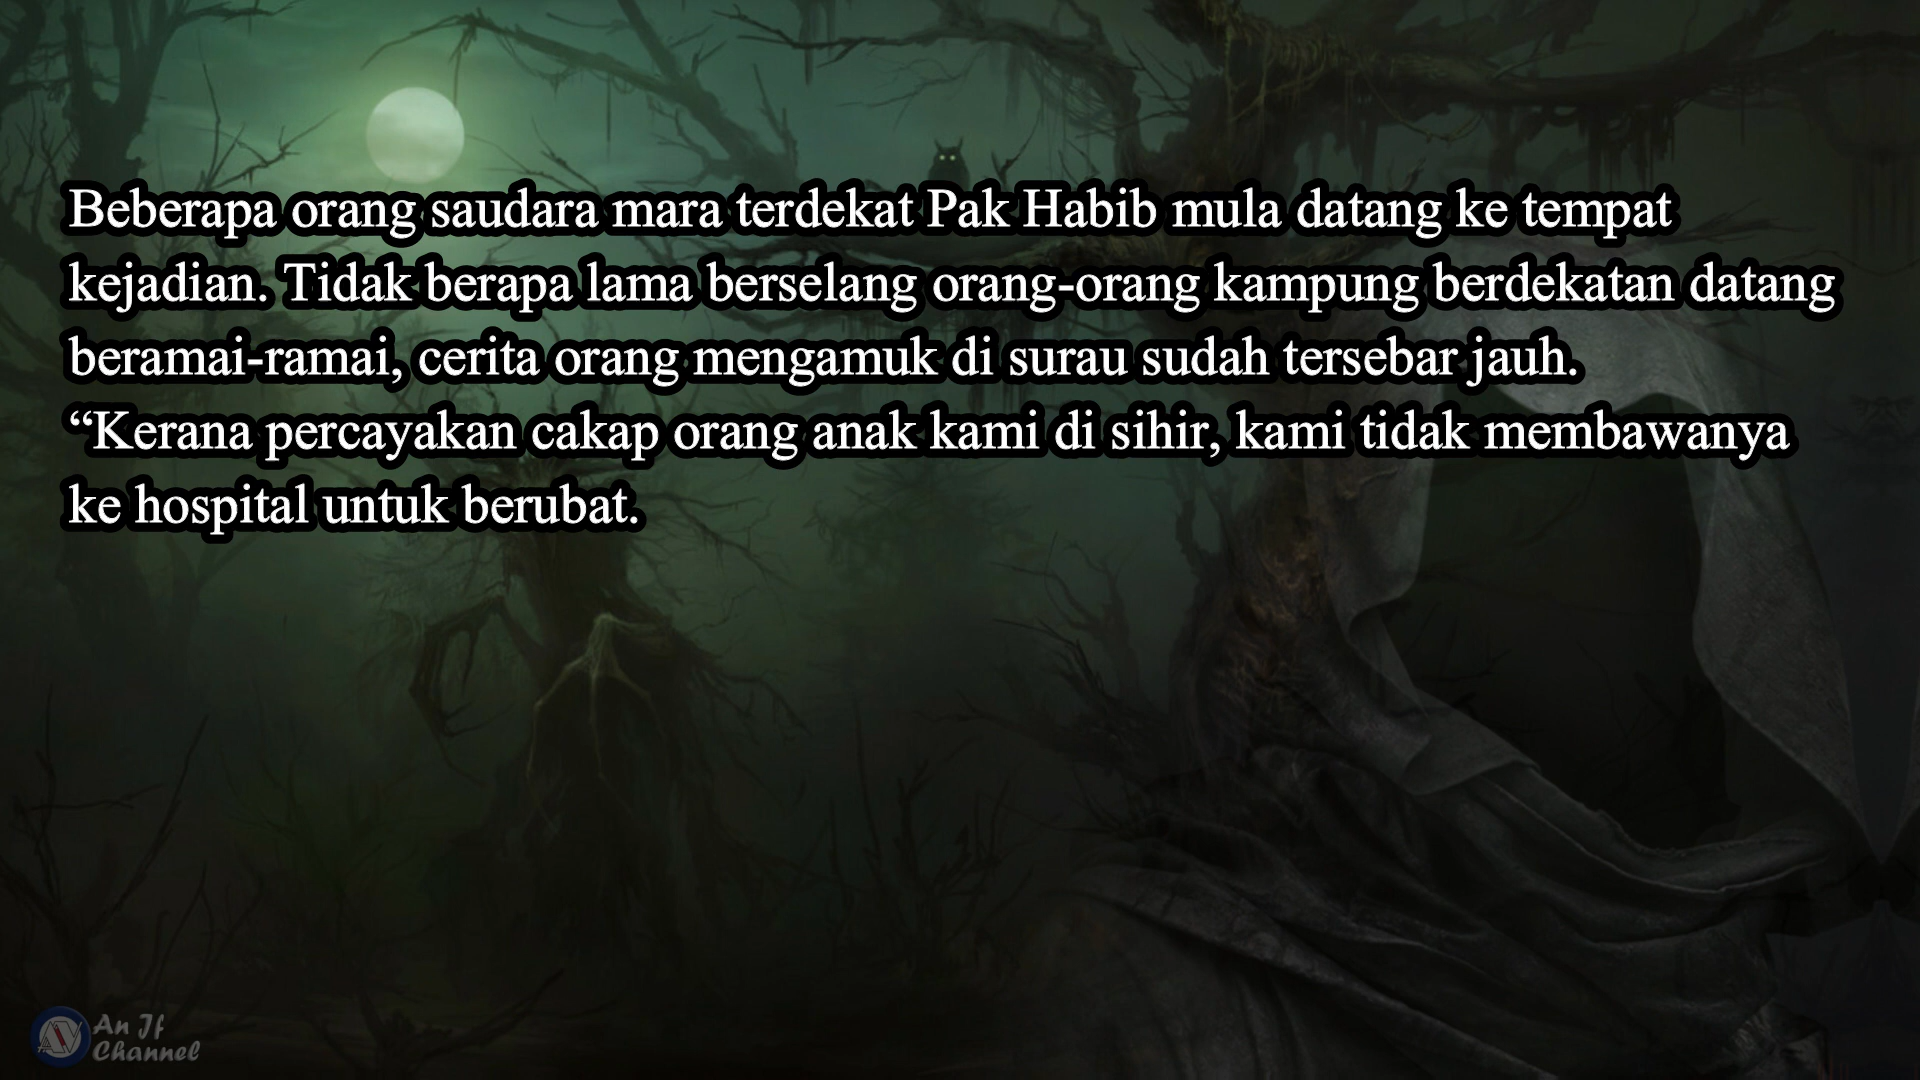 Beberapa orang saudara mara terdekat Pak Habib mula datang ke tempat
kejadian. Tidak berapa lama berselang orang-orang kampung berdekatan datang
beramai-ramai, cerita orang mengamuk di surau sudah tersebar jauh.
“Kerana percayakan cakap orang anak kami di sihir, kami tidak membawanya
ke hospital untuk berubat.
An Jf
Channel